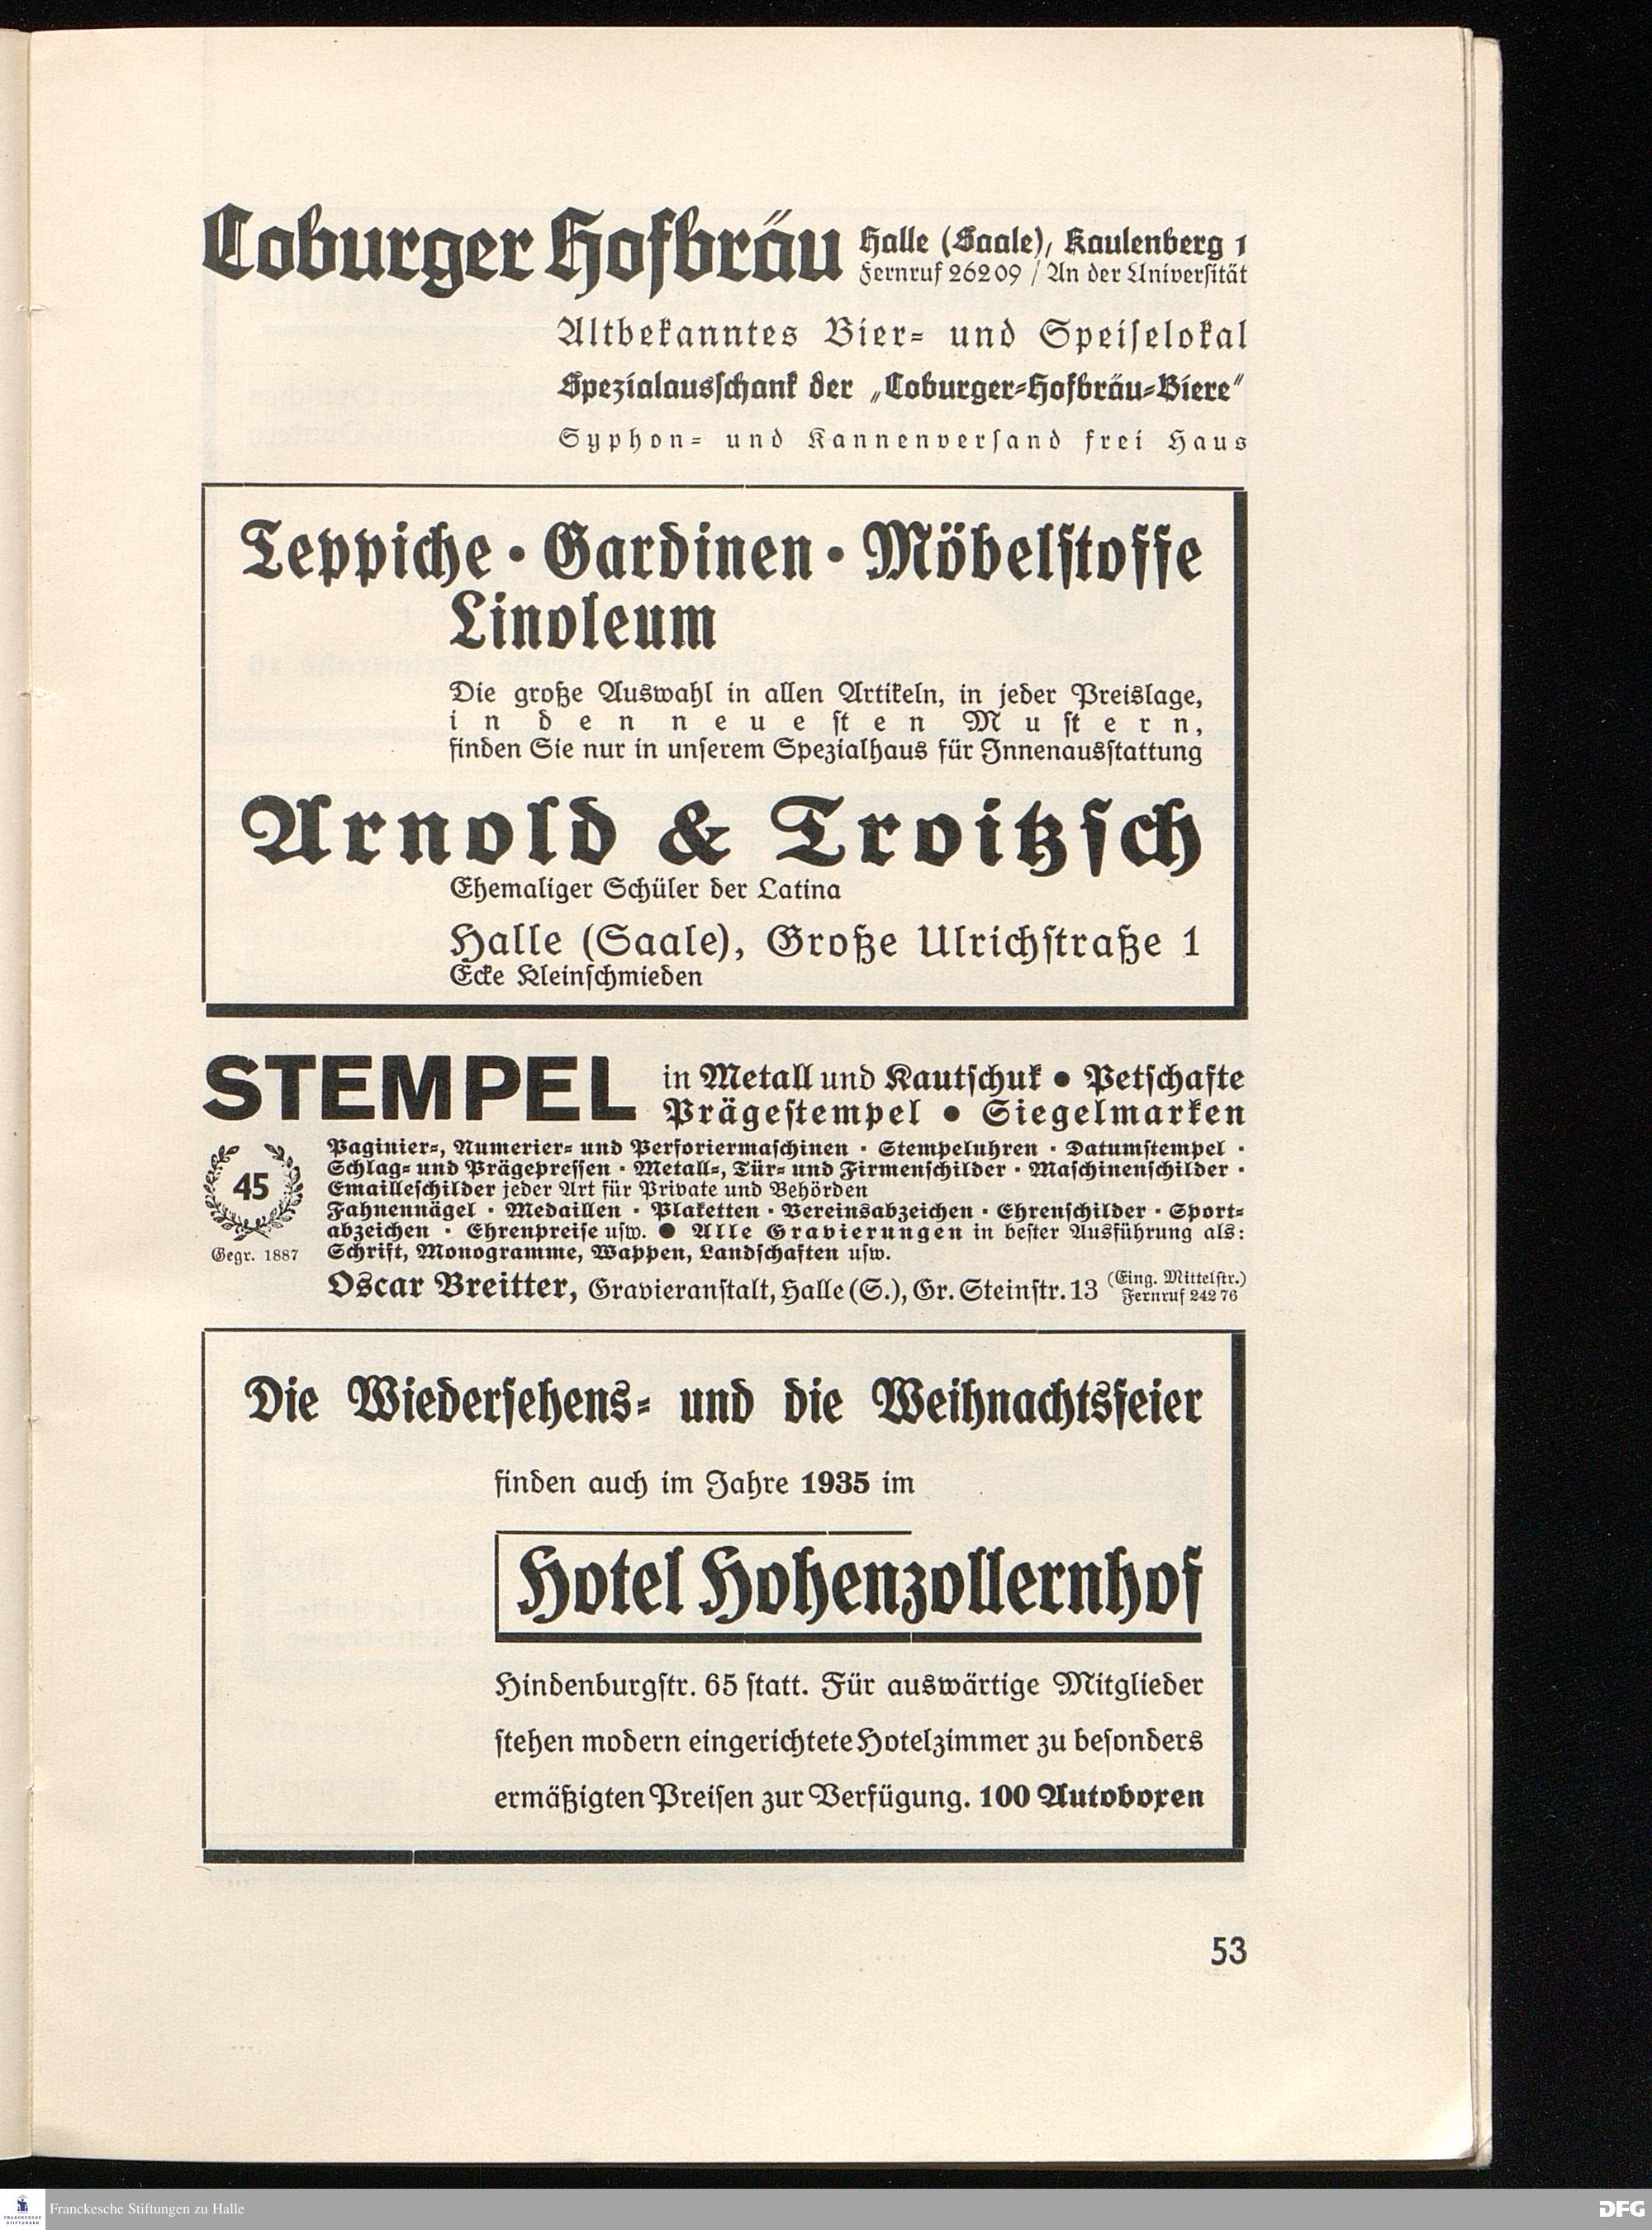 Coburger Hofbräu Halle (Saale), Kaulenberg 1
Fernruf 26209 / An der Universität
Altbekanntes Bier- und Speiselokal
Spezialausschank der „Coburger-Hofbräu-Biere“
Syphon- und Kannenversand frei Haus
Teppiche • Gardinen • Möbelstoffe
Linoleum
Die große Auswahl in allen Artikeln, in jeder Preislage,
in den neuesten Mustern,
finden Sie nur in unserem Spezialhaus für Innenausstattung
Arnold & Troitzsch
Ehemaliger Schüler der Latina
Halle (Saale), Große Ulrichstraße 1
Ecke Kleinschmieden
STEMPEL in Metall und Kautschuk ● Petschafte
Prägestempel ● Siegelmarken
Paginier-, Numerier- und Perforiermaschinen · Stempeluhren · Datumstempel ·
Schlag- und Prägepressen · Metall-, Tür- und Firmenschilder · Maschinenschilder ·
Emailleschilder jeder Art für Private und Behörden
Fahnennägel · Medaillen · Plaketten · Vereinsabzeichen · Ehrenschilder · Sport-
abzeichen · Ehrenpreise usw. ● Alle Gravierungen in bester Ausführung als:
Schrift, Monogramme, Wappen, Landschaften usw.
45
Gegr. 1887
Oscar Breitter, Gravieranstalt, Halle (S.), Gr. Steinstr. 13 (Eing. Mittelstr.)
Fernruf 242 76
Die Wiedersehens- und die Weihnachtsfeier
finden auch im Jahre 1935 im
Hotel Hohenzollernhof
Hindenburgstr. 65 statt. Für auswärtige Mitglieder
stehen modern eingerichtete Hotelzimmer zu besonders
ermäßigten Preisen zur Verfügung. 100 Autoboxen
53
FRANCKESCHE
STIFTUNGEN
Franckesche Stiftungen zu Halle
DFG